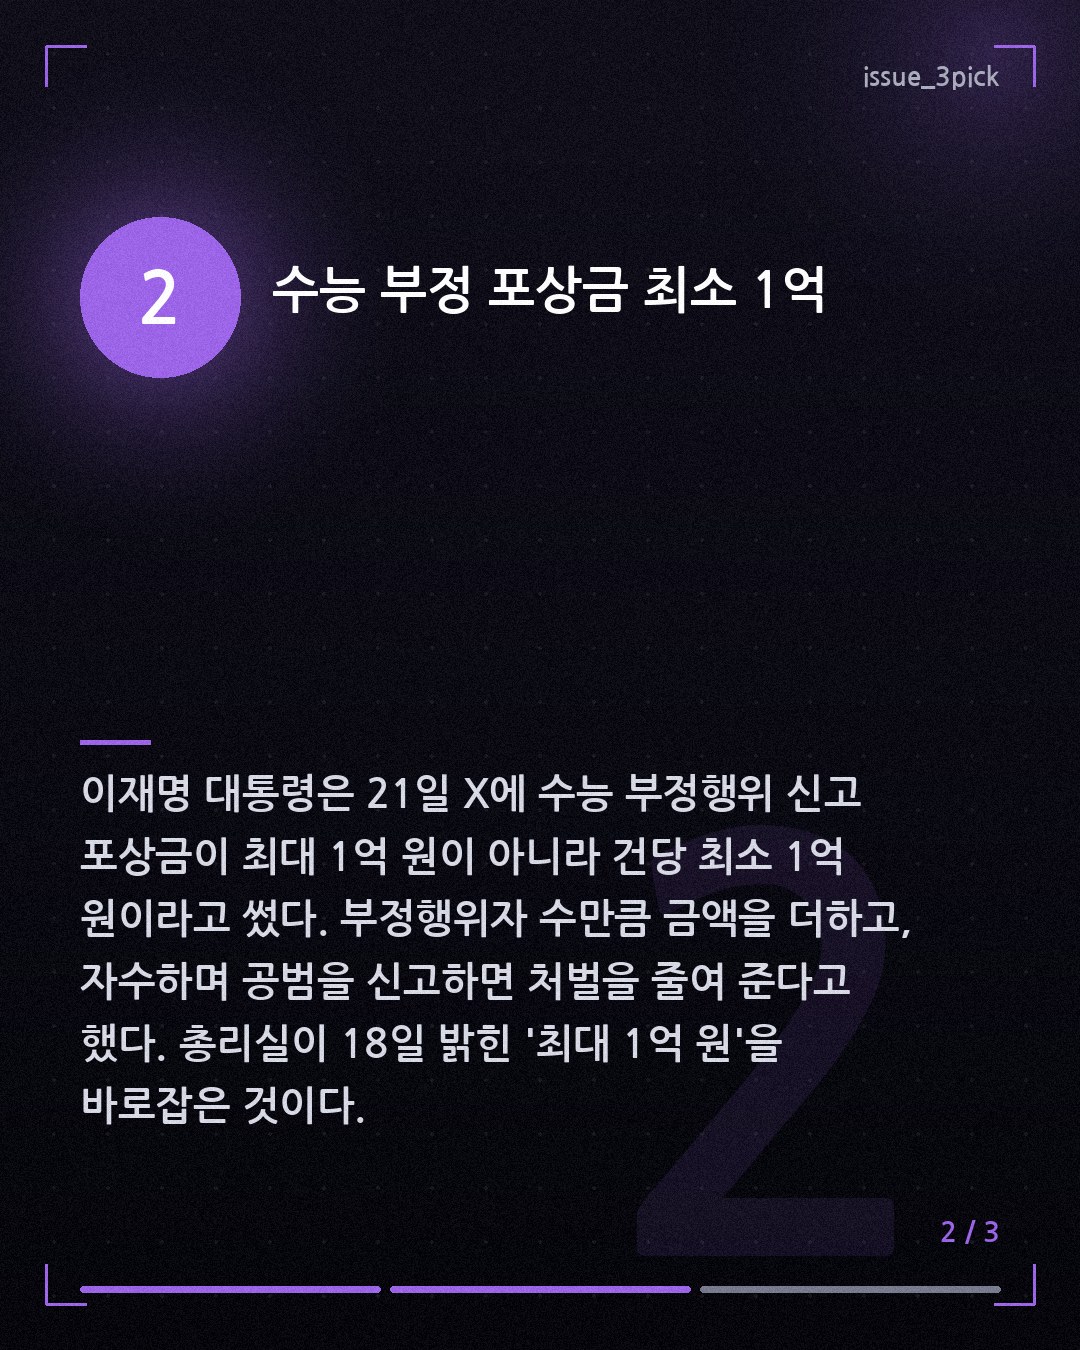 issue_3pick
2
수능 부정 포상금 최소 1억
이재명 대통령은 21일 X에 수능 부정행위 신고
포상금이 최대 1억 원이 아니라 건당 최소 1억
원이라고 썼다. 부정행위자 수만큼 금액을 더하고,
자수하며 공범을 신고하면 처벌을 줄여 준다고
했다. 총리실이 18일 밝힌 '최대 1억 원'을
바로잡은 것이다.
2
2 / 3